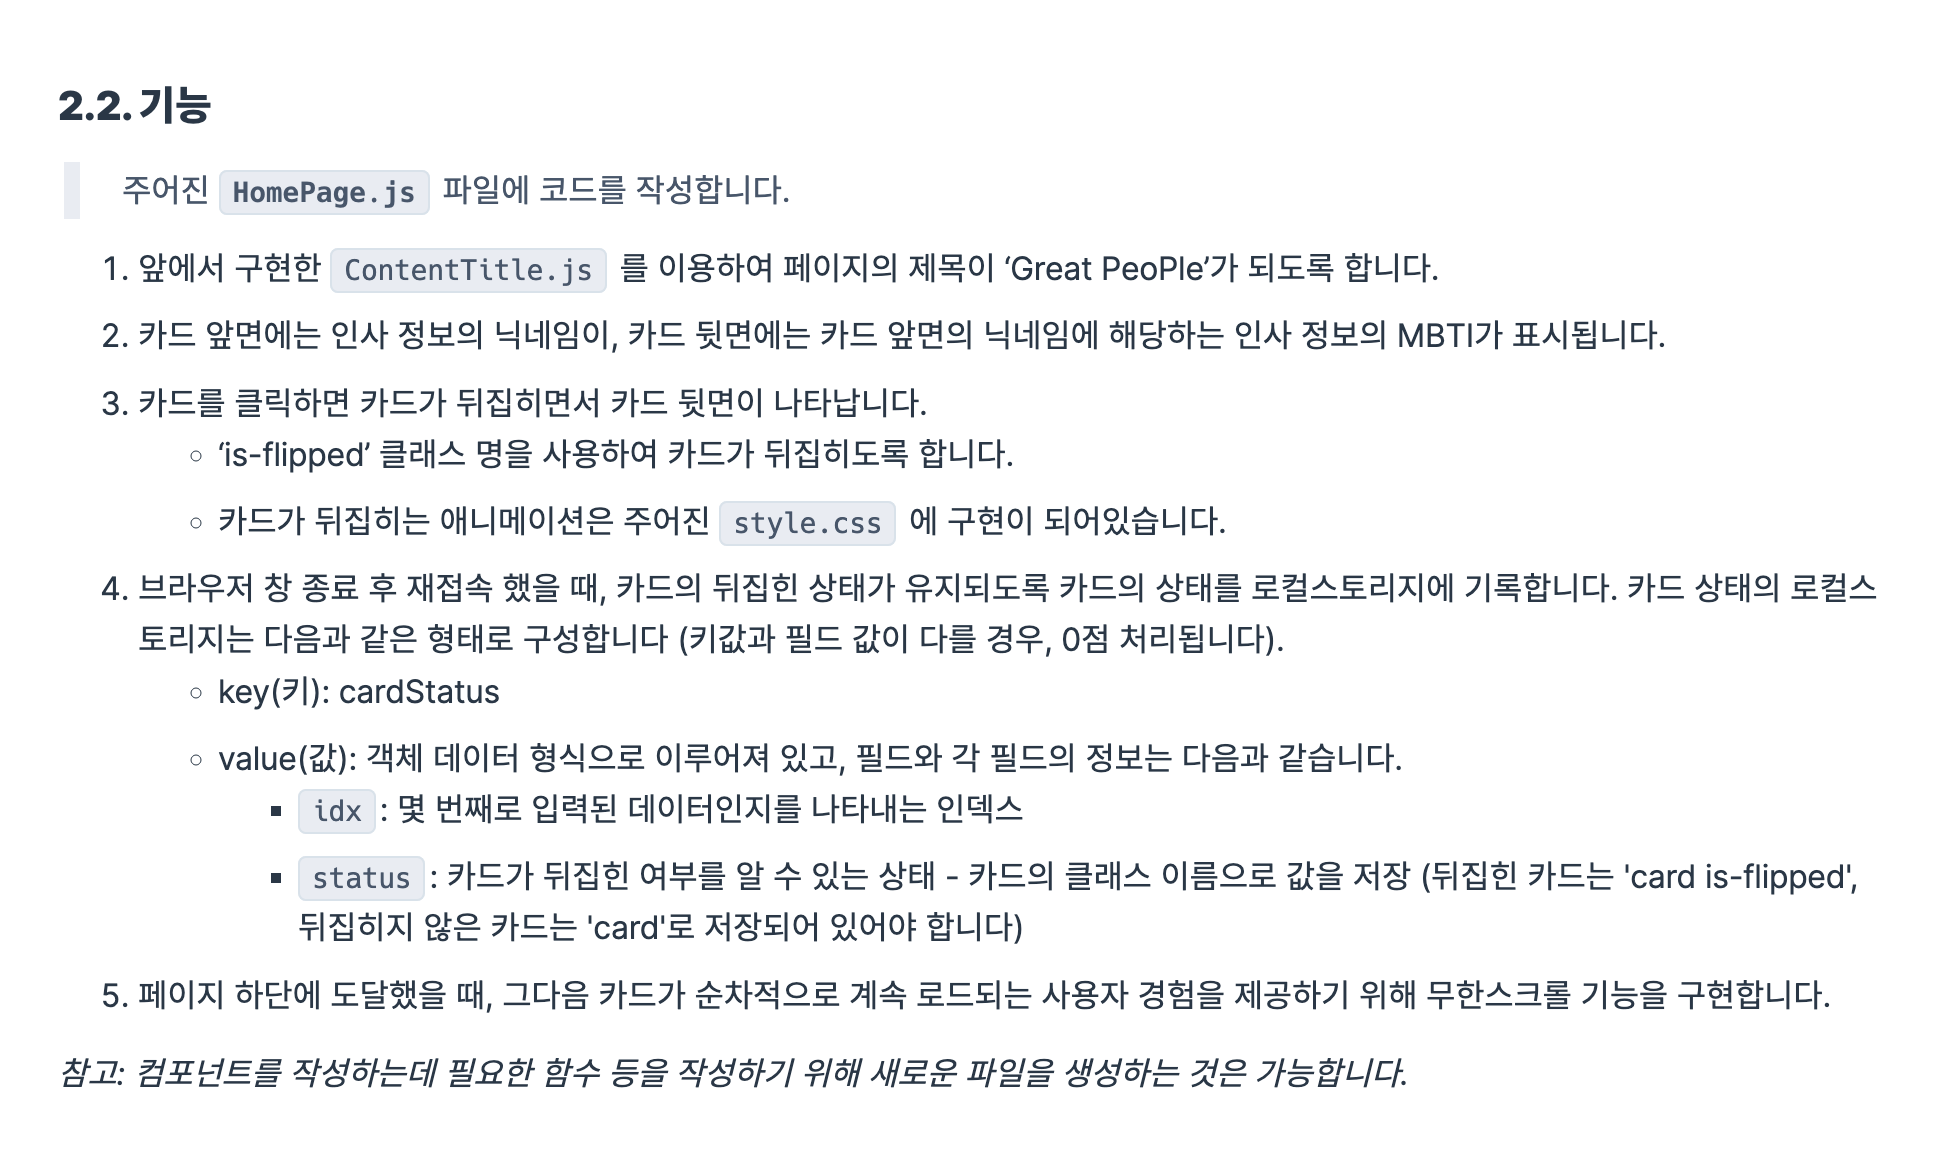 2.2. 기능
주어진 HomePage.js 파일에 코드를 작성합니다.
1. 앞에서 구현한 ContentTitle.js 를 이용하여 페이지의 제목이 ‘Great PeoPle’가 되도록 합니다.
2. 카드 앞면에는 인사 정보의 닉네임이, 카드 뒷면에는 카드 앞면의 닉네임에 해당하는 인사 정보의 MBTI가 표시됩니다.
3. 카드를 클릭하면 카드가 뒤집히면서 카드 뒷면이 나타납니다.
◦ ‘is-flipped’ 클래스 명을 사용하여 카드가 뒤집히도록 합니다.
◦ 카드가 뒤집히는 애니메이션은 주어진 style.css 에 구현이 되어있습니다.
4. 브라우저 창 종료 후 재접속 했을 때, 카드의 뒤집힌 상태가 유지되도록 카드의 상태를 로컬스토리지에 기록합니다. 카드 상태의 로컬스
토리지는 다음과 같은 형태로 구성합니다 (키값과 필드 값이 다를 경우, 0점 처리됩니다).
◦ key(키): cardStatus
◦ value(값): 객체 데이터 형식으로 이루어져 있고, 필드와 각 필드의 정보는 다음과 같습니다.
▪ idx : 몇 번째로 입력된 데이터인지를 나타내는 인덱스
▪ status : 카드가 뒤집힌 여부를 알 수 있는 상태 - 카드의 클래스 이름으로 값을 저장 (뒤집힌 카드는 'card is-flipped',
뒤집히지 않은 카드는 'card'로 저장되어 있어야 합니다)
5. 페이지 하단에 도달했을 때, 그다음 카드가 순차적으로 계속 로드되는 사용자 경험을 제공하기 위해 무한스크롤 기능을 구현합니다.
참고: 컴포넌트를 작성하는데 필요한 함수 등을 작성하기 위해 새로운 파일을 생성하는 것은 가능합니다.